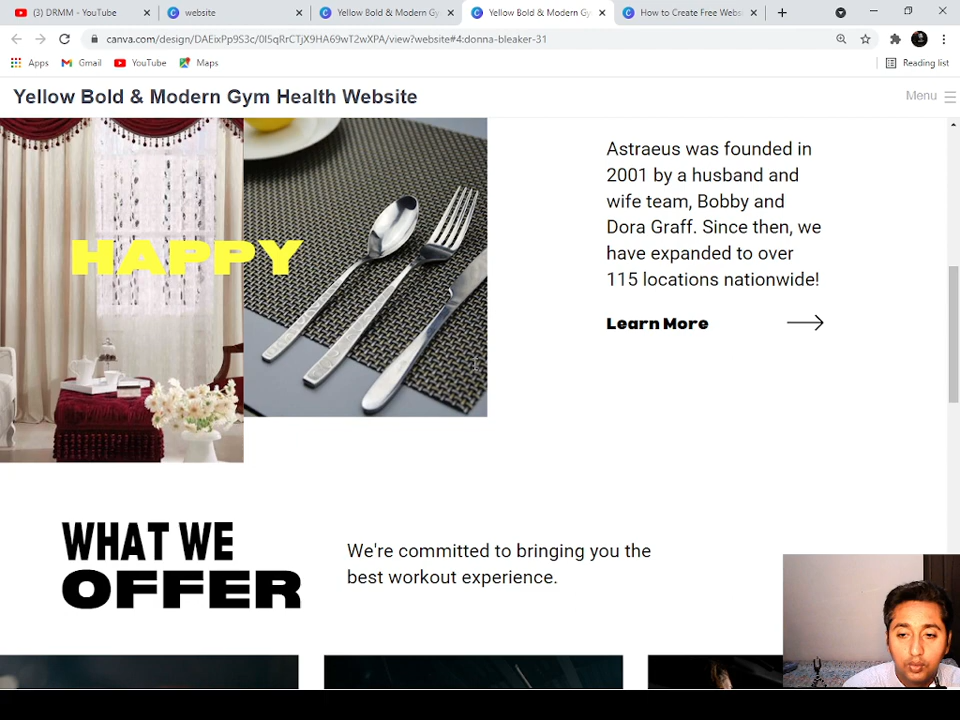 (3) DRMM - YouTube
website
Yellow Bold & Modern Gy
Yellow Bold & Modern Gy
How to Create Free Webs
canva.com/design/DAEixPp9S3c/0I5qRrCTjX9HA69wT2wXPA/view?website#4:donna-bleaker-31
Apps
Gmail
YouTube
Maps
Reading list
Yellow Bold & Modern Gym Health Website
Menu
HAPPY
Astraeus was founded in
2001 by a husband and
wife team, Bobby and
Dora Graff. Since then, we
have expanded to over
115 locations nationwide!
Learn More
WHAT WE
OFFER
We're committed to bringing you the
best workout experience.